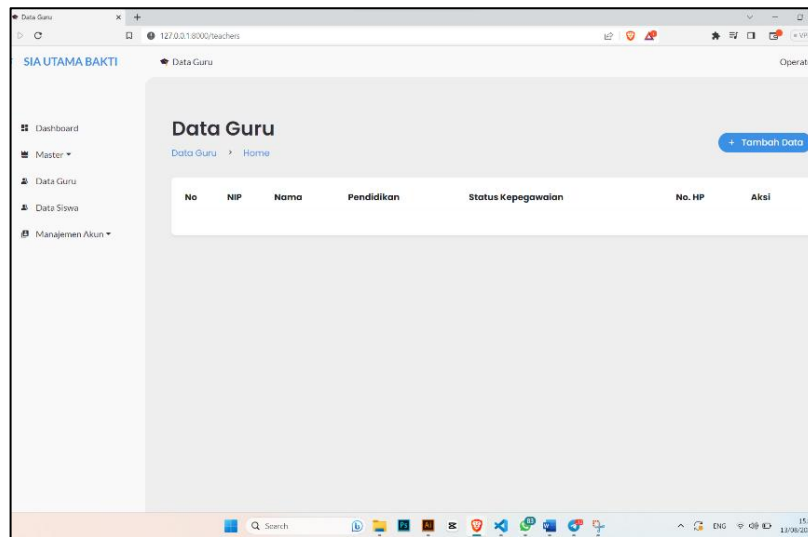 Data Guru
127.0.0.1:8000/teachers
SIA UTAMA BAKTI
Data Guru
Operat
Dashboard
Master
Data Guru
Data Siswa
Manajemen Akun
Data Guru
Data Guru > Home
+ Tambah Data
No NIP Nama Pendidikan Status Kepegawaian No. HP Aksi
Search
ENG